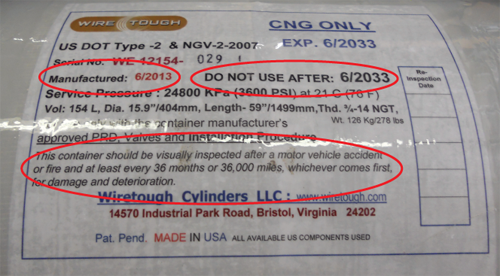 WIRE TOUGH
CNG ONLY
US DOT Type -2 & NGV-2-2007 EXP. 6/2033
Serial No. WE 12154- 029 1
Manufactured: 6/2013 DO NOT USE AFTER: 6/2033
Re-Inspection Date
Service Pressure : 24800 KPa (3600 PSI) at 21 C (70 F)
Vol: 154 L, Dia. 15.9"/404mm, Length- 59"/1499mm,Thd. ¾-14 NGT,
with the container manufacturer's Wt. 126 Kg/278 lbs
approved PRD, Valves and Installation Procedure
This container should be visually inspected after a motor vehicle accident
or fire and at least every 36 months or 36,000 miles, whichever comes first,
for damage and deterioration.
Wiretough Cylinders LLC : www.wiretough.com
14570 Industrial Park Road, Bristol, Virginia 24202
Pat. Pend. MADE IN USA ALL AVAILABLE US COMPONENTS USED